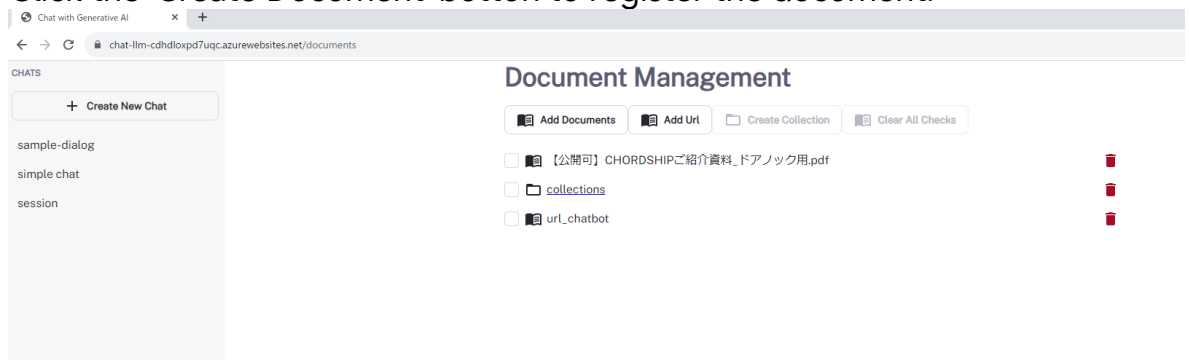 Click the 'Create Document' button to register the document.
Chat with Generative AI × +
chat-llm-cdhdloxpd7uqc.azurewebsites.net/documents
CHATS
+ Create New Chat
sample-dialog
simple chat
session
Document Management
Add Documents Add Url Create Collection Clear All Checks
【公開可】CHORDSHIPご紹介資料_ドアノック用.pdf
collections
url_chatbot